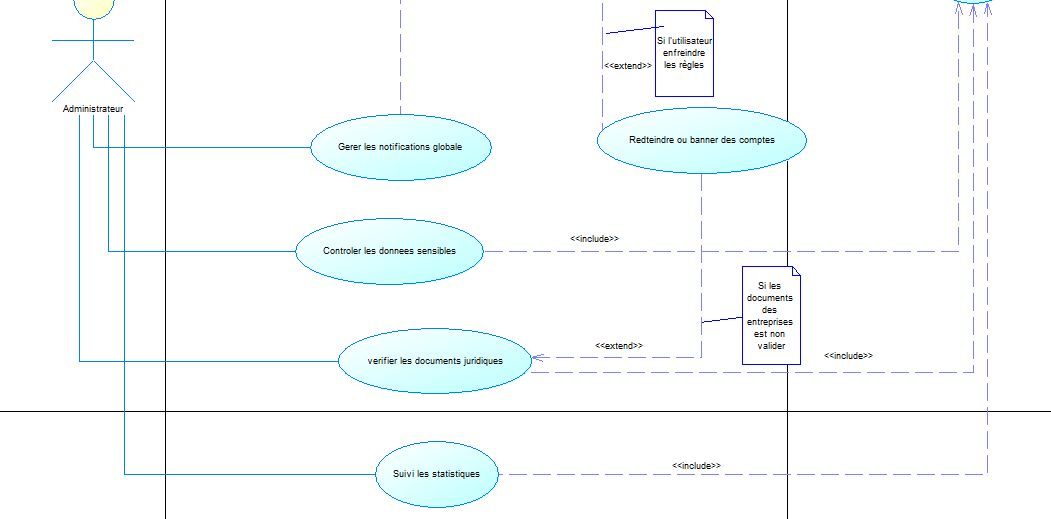 Si l'utilisateur
enfreindre
les règles
<<extend>>
Administrateur
Gerer les notifications globale
Redteindre ou banner des comptes
<<include>>
Controler les donnees sensibles
Si les
documents
des
entreprises
est non
valider
<<extend>>
<<include>>
verifier les documents juridiques
<<include>>
Suivi les statistiques